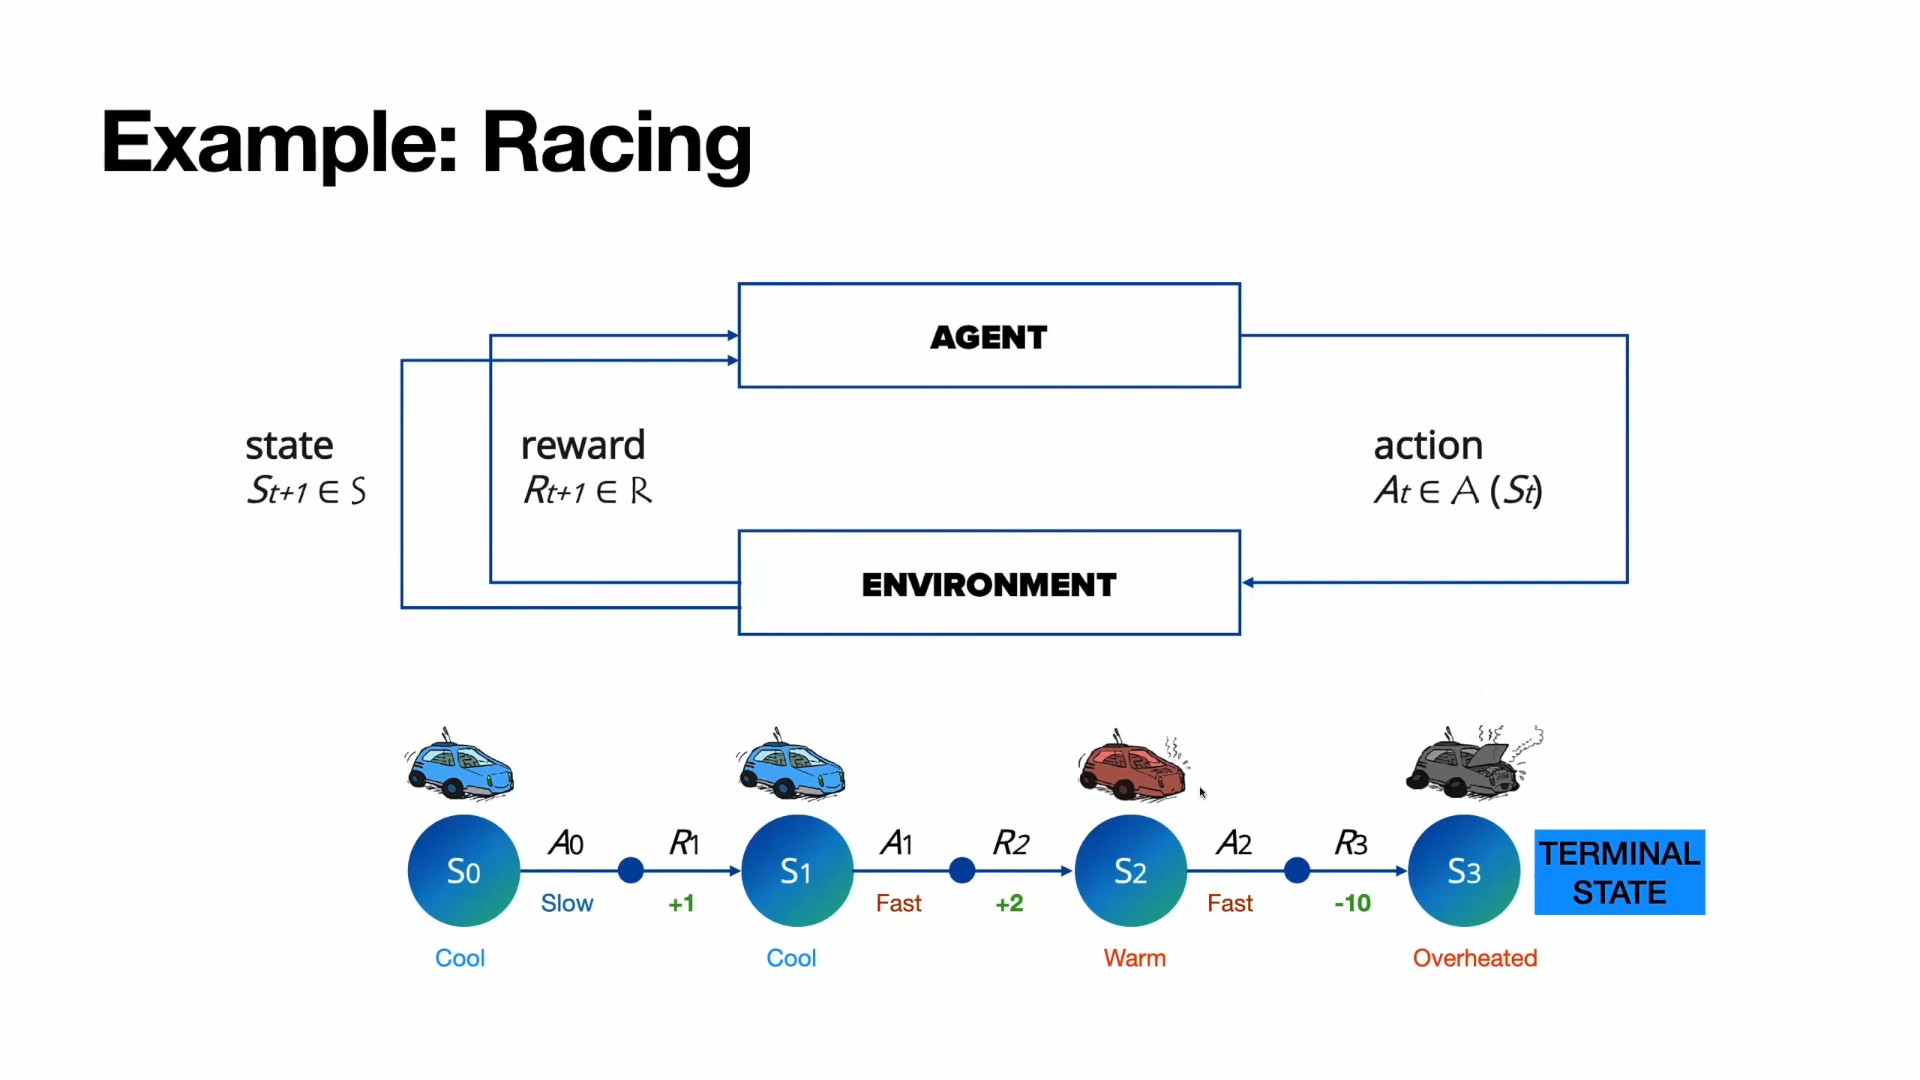 Example: Racing
AGENT
state
St+1 ∈ S
reward
Rt+1 ∈ R
action
At ∈ A (St)
ENVIRONMENT
S0
A0
R1
S1
A1
R2
S2
A2
R3
S3
TERMINAL
STATE
Slow
+1
Fast
+2
Fast
-10
Cool
Cool
Warm
Overheated